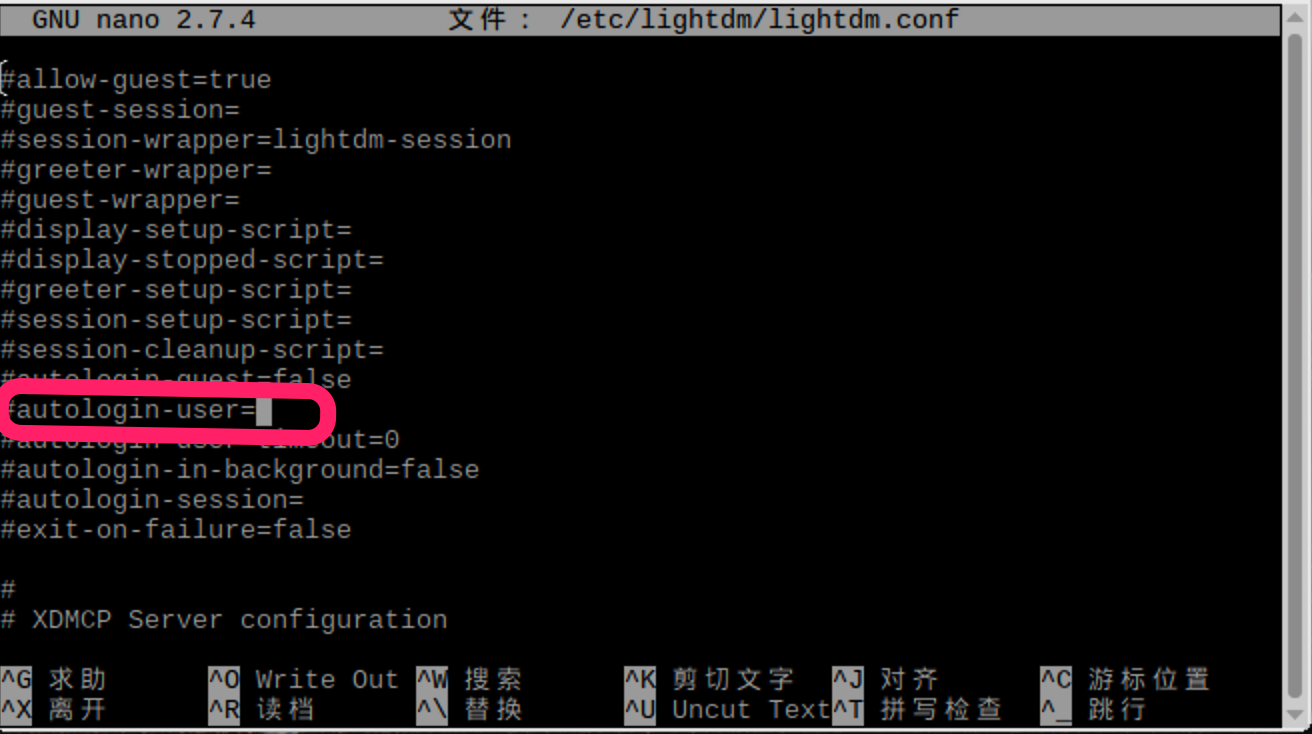 GNU nano 2.7.4 文件： /etc/lightdm/lightdm.conf
#allow-guest=true
#guest-session=
#session-wrapper=lightdm-session
#greeter-wrapper=
#guest-wrapper=
#display-setup-script=
#display-stopped-script=
#greeter-setup-script=
#session-setup-script=
#session-cleanup-script=
#autologin-guest=false
#autologin-user=
#autologin-user-timeout=0
#autologin-in-background=false
#autologin-session=
#exit-on-failure=false
#
# XDMCP Server configuration
^G 求助 ^O Write Out ^W 搜索 ^K 剪切文字 ^J 对齐 ^C 游标位置
^X 离开 ^R 读档 ^\ 替换 ^U Uncut Text ^T 拼写检查 ^_ 跳行